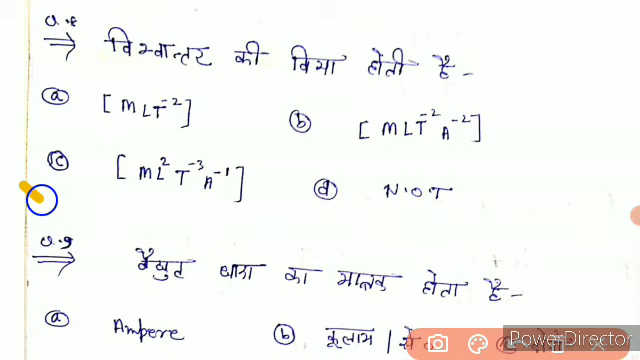 Q.8
⇒ विभवान्तर की विमा होती है -
(a) [MLT⁻²]
(b) [MLT⁻²A⁻²]
(c) [ML²T⁻³A⁻¹]
(d) N.O.T
Q.9
⇒ वैद्युत धारा का मात्रक होता है -
(a) Ampere (b) कूलाम |
PowerDirector